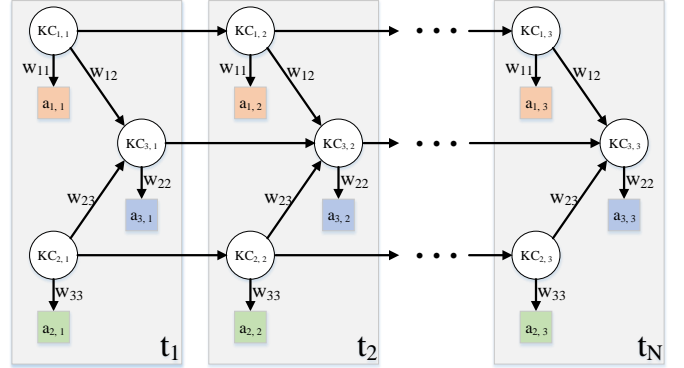 KC1, 1
KC1, 2
KC1, 3
w11
w12
w11
w12
w11
w12
a1, 1
a1, 2
a1, 3
KC3, 1
KC3, 2
KC3, 3
w23
w22
w23
w22
w23
w22
a3, 1
a3, 2
a3, 3
KC2, 1
KC2, 2
KC2, 3
w33
w33
w33
a2, 1
a2, 2
a2, 3
t1
t2
tN